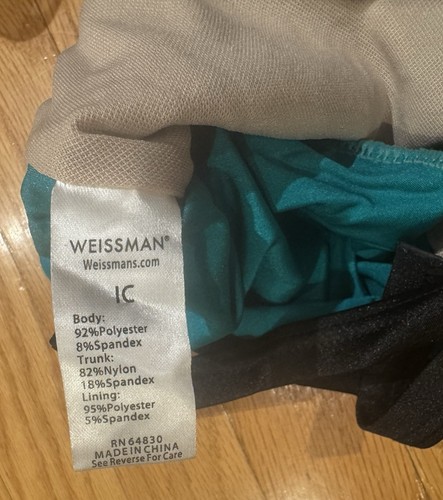 WEISSMAN®
Weissmans.com
IC
Body:
92%Polyester
8%Spandex
Trunk:
82%Nylon
18%Spandex
Lining:
95%Polyester
5%Spandex
RN 64830
MADE IN CHINA
See Reverse For Care